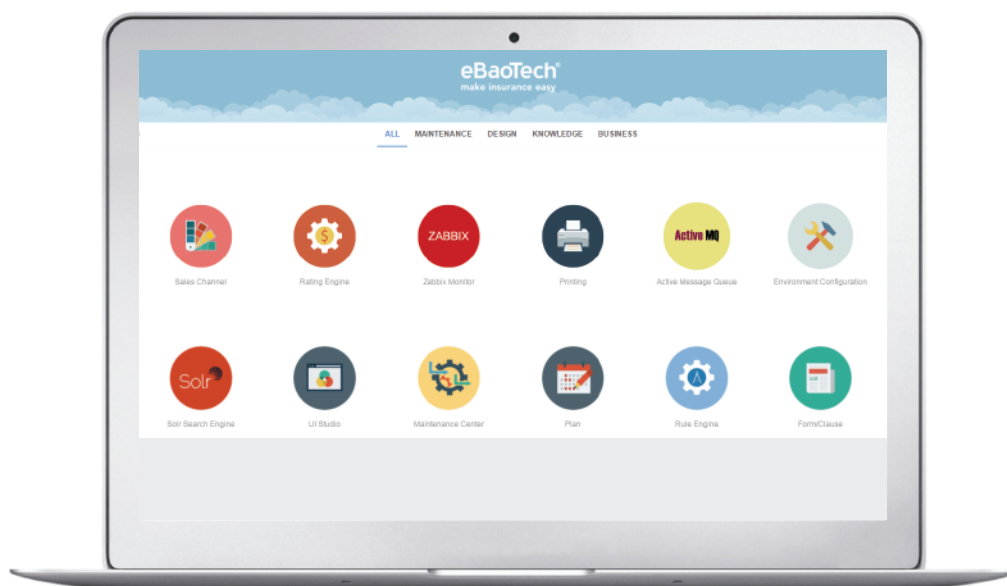 eBaoTech®
make insurance easy
ALL MAINTENANCE DESIGN KNOWLEDGE BUSINESS
ZABBIX
Active MQ
Sales Channel
Rating Engine
Zabbix Monitor
Printing
Active Message Queue
Environment Configuration
Solr
Solr Search Engine
UI Studio
Maintenance Center
Plan
Rule Engine
Form/Clause